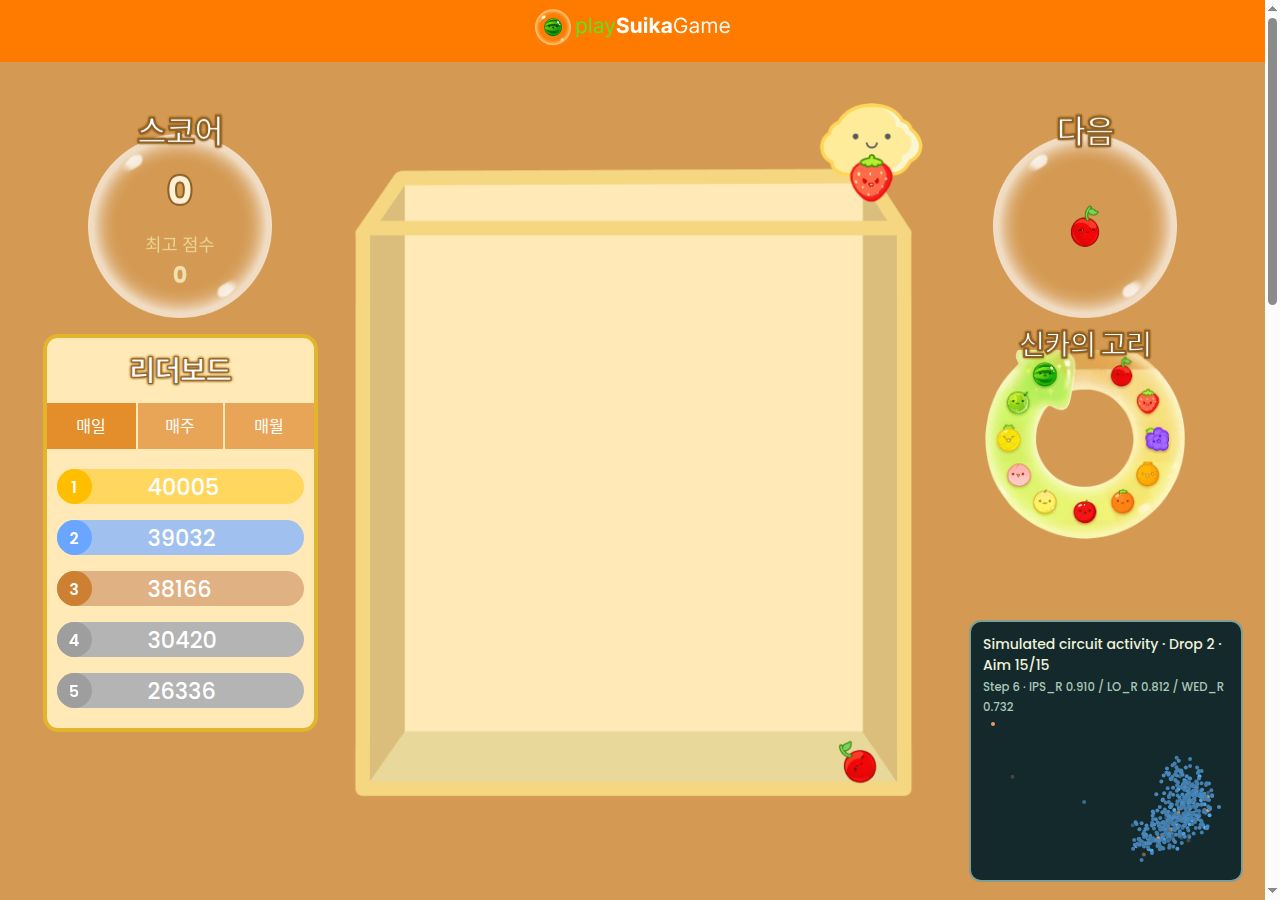 playSuikaGame
스코어
0
최고 점수
0
리더보드
매일 매주 매월
1 40005
2 39032
3 38166
4 30420
5 26336
다음
신카의 고리
Simulated circuit activity · Drop 2 ·
Aim 15/15
Step 6 · IPS_R 0.910 / LO_R 0.812 / WED_R
0.732